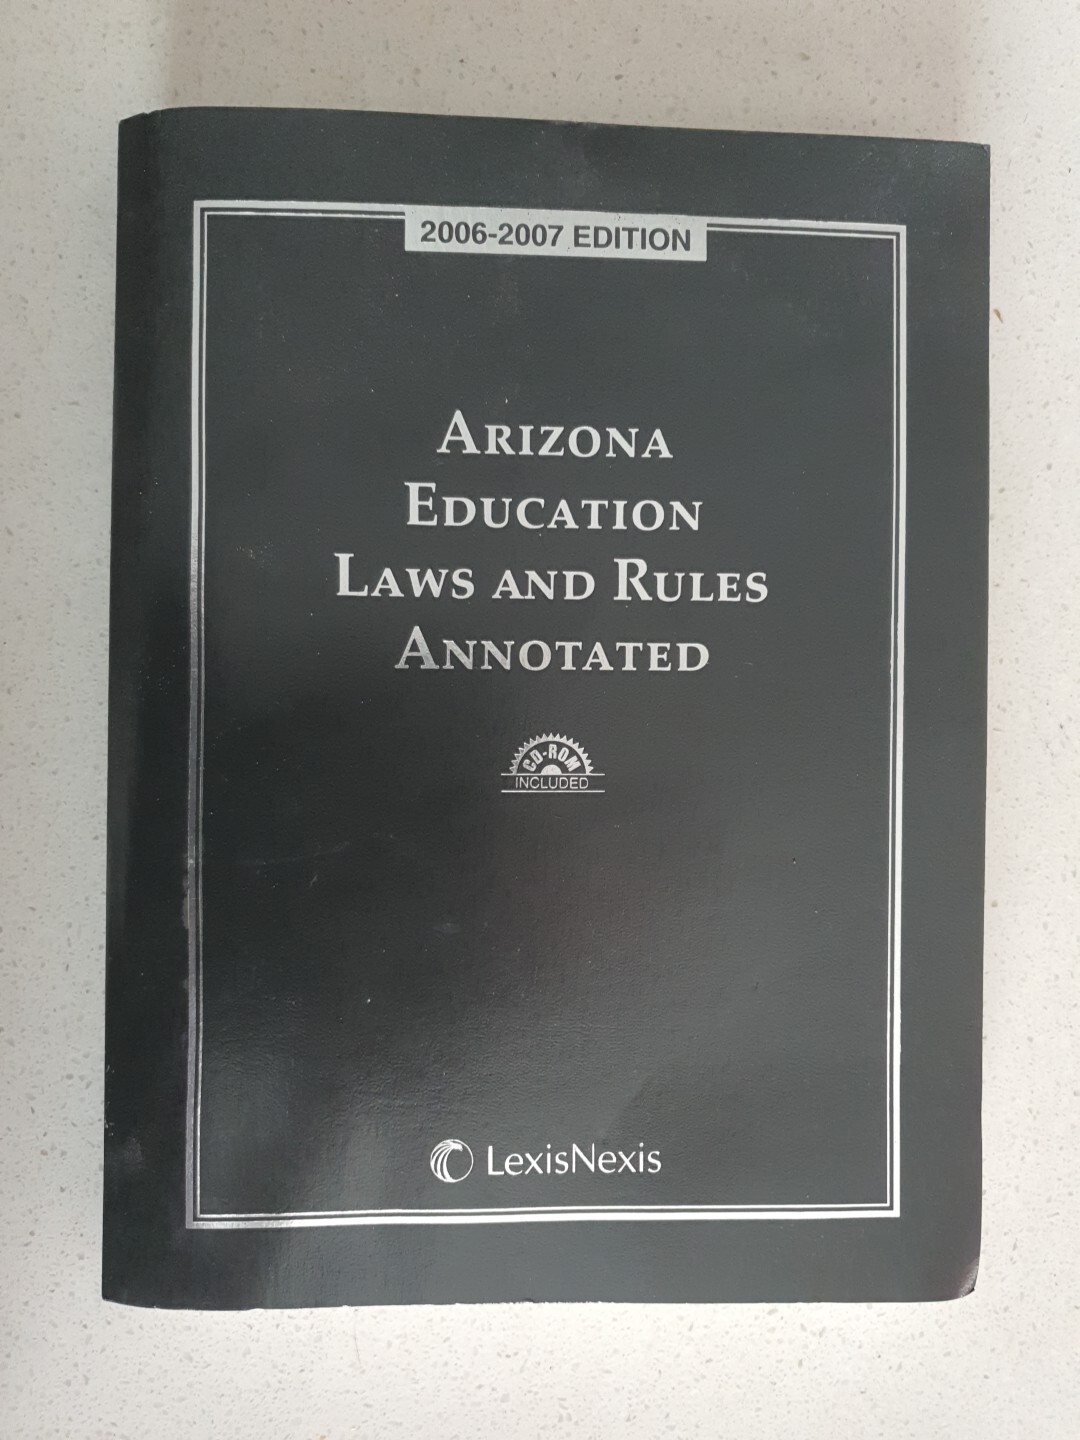 2006-2007 EDITION
ARIZONA
EDUCATION
LAWS AND RULES
ANNOTATED
CD-ROM
INCLUDED
LexisNexis